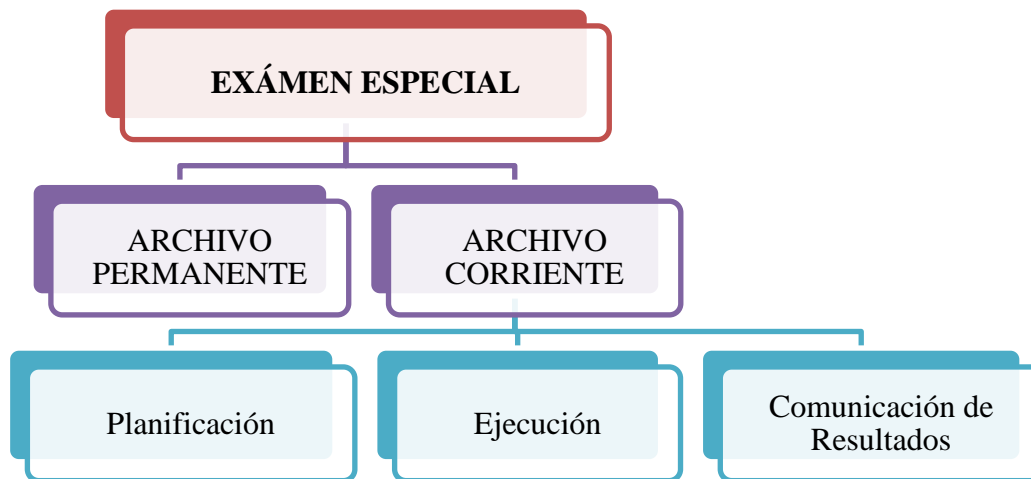 EXÁMEN ESPECIAL
ARCHIVO
PERMANENTE
ARCHIVO
CORRIENTE
Planificación
Ejecución
Comunicación de
Resultados